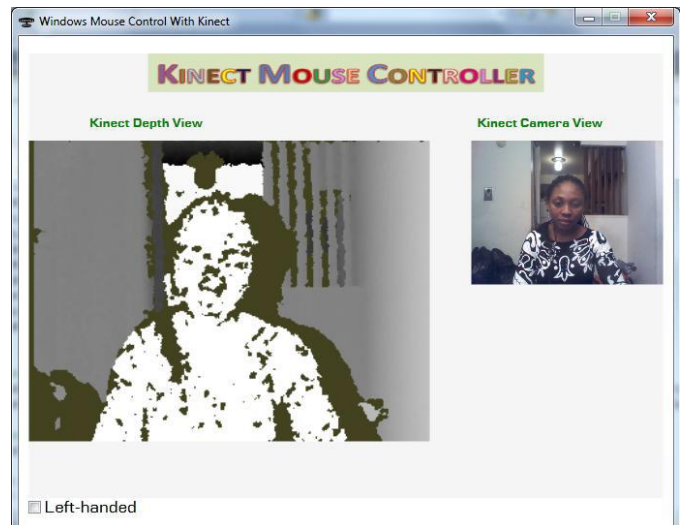 Windows Mouse Control With Kinect
KINECT MOUSE CONTROLLER
Kinect Depth View
Kinect Camera View
Left-handed